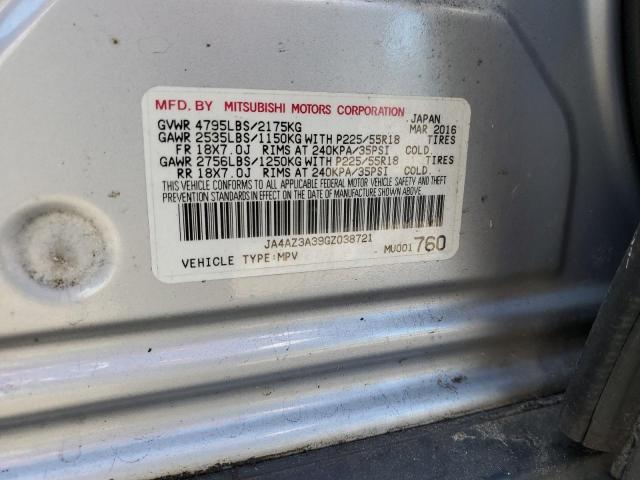 MFD. BY MITSUBISHI MOTORS CORPORATION JAPAN
GVWR 4795LBS/2175KG MAR 2016
GAWR 2535LBS/1150KG WITH P225/55R18 TIRES
FR 18X7.0J RIMS AT 240KPA/35PSI COLD.
GAWR 2756LBS/1250KG WITH P225/55R18 TIRES
RR 18X7.0J RIMS AT 240KPA/35PSI COLD.
THIS VEHICLE CONFORMS TO ALL APPLICABLE FEDERAL MOTOR VEHICLE SAFETY AND THEFT
PREVENTION STANDARDS IN EFFECT ON THE DATE OF MANUFACTURE SHOWN ABOVE.
JA4AZ3A39GZ038721
VEHICLE TYPE:MPV MU001 760